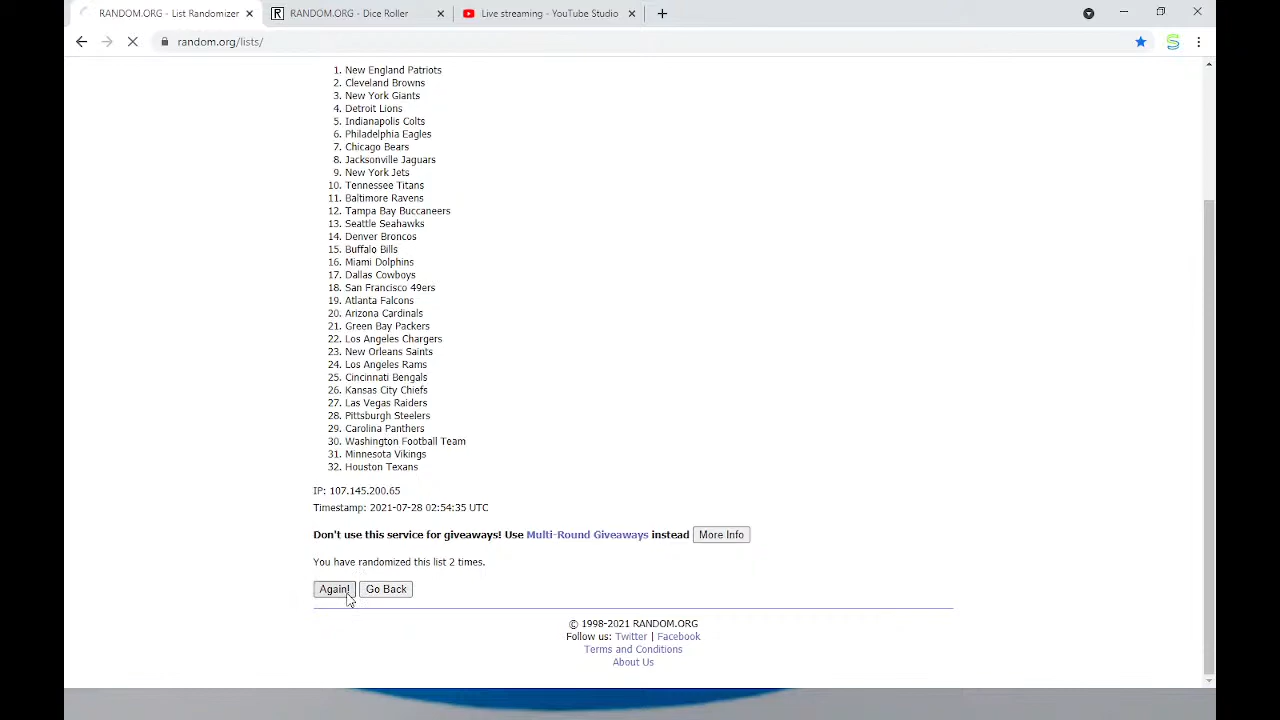 RANDOM.ORG - List Randomizer
RANDOM.ORG - Dice Roller
Live streaming - YouTube Studio
random.org/lists/
1. New England Patriots
2. Cleveland Browns
3. New York Giants
4. Detroit Lions
5. Indianapolis Colts
6. Philadelphia Eagles
7. Chicago Bears
8. Jacksonville Jaguars
9. New York Jets
10. Tennessee Titans
11. Baltimore Ravens
12. Tampa Bay Buccaneers
13. Seattle Seahawks
14. Denver Broncos
15. Buffalo Bills
16. Miami Dolphins
17. Dallas Cowboys
18. San Francisco 49ers
19. Atlanta Falcons
20. Arizona Cardinals
21. Green Bay Packers
22. Los Angeles Chargers
23. New Orleans Saints
24. Los Angeles Rams
25. Cincinnati Bengals
26. Kansas City Chiefs
27. Las Vegas Raiders
28. Pittsburgh Steelers
29. Carolina Panthers
30. Washington Football Team
31. Minnesota Vikings
32. Houston Texans
IP: 107.145.200.65
Timestamp: 2021-07-28 02:54:35 UTC
Don't use this service for giveaways! Use Multi-Round Giveaways instead More Info
You have randomized this list 2 times.
Again! Go Back
© 1998-2021 RANDOM.ORG
Follow us: Twitter | Facebook
Terms and Conditions
About Us